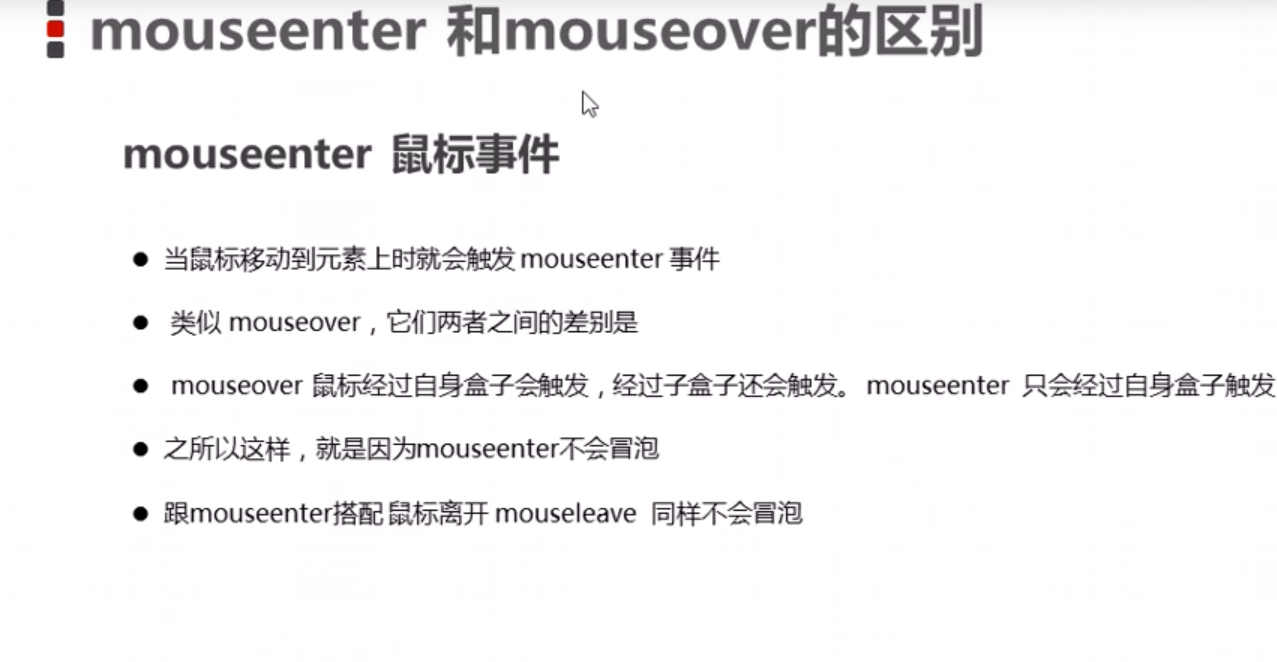 mouseenter 和mouseover的区别
mouseenter 鼠标事件
当鼠标移动到元素上时就会触发 mouseenter 事件
类似 mouseover，它们两者之间的差别是
mouseover 鼠标经过自身盒子会触发，经过子盒子还会触发。 mouseenter 只会经过自身盒子触发
之所以这样，就是因为mouseenter不会冒泡
跟mouseenter搭配 鼠标离开 mouseleave 同样不会冒泡